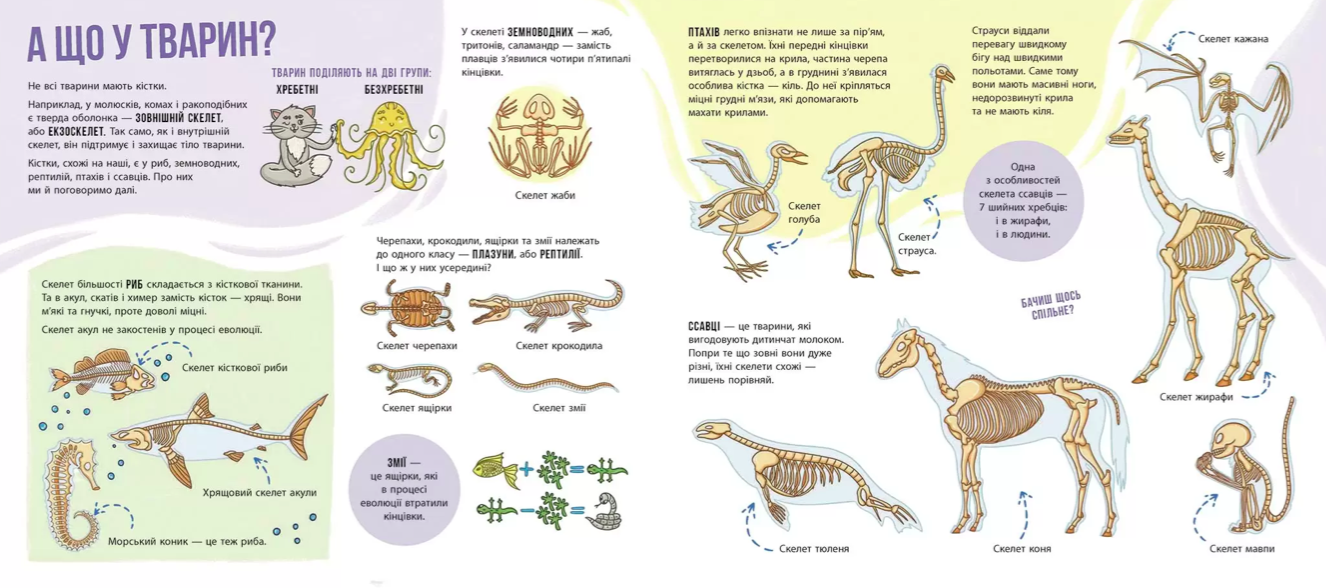 А ЩО У ТВАРИН?
Не всі тварини мають кістки.
Наприклад, у молюсків, комах і ракоподібних
є тверда оболонка — ЗОВНІШНІЙ СКЕЛЕТ,
або ЕКЗОСКЕЛЕТ. Так само, як і внутрішній
скелет, він підтримує і захищає тіло тварини.
Кістки, схожі на наші, є у риб, земноводних,
рептилій, птахів і ссавців. Про них
ми й поговоримо далі.
ТВАРИН ПОДІЛЯЮТЬ НА ДВІ ГРУПИ:
ХРЕБЕТНІ
БЕЗХРЕБЕТНІ
У скелеті ЗЕМНОВОДНИХ — жаб,
тритонів, саламандр — замість
плавців з'явилися чотири п'ятипалі
кінцівки.
Скелет жаби
Скелет більшості РИБ складається з кісткової тканини.
Та в акул, скатів і химер замість кісток — хрящі. Вони
м'які та гнучкі, проте доволі міцні.
Скелет акул не закостенів у процесі еволюції.
Скелет кісткової риби
Хрящовий скелет акули
Морський коник — це теж риба.
Черепахи, крокодили, ящірки та змії належать
до одного класу — ПЛАЗУНИ, або РЕПТИЛІЇ.
І що ж у них усередині?
Скелет черепахи
Скелет крокодила
Скелет ящірки
Скелет змії
ЗМІЇ —
це ящірки, які
в процесі
еволюції втратили
кінцівки.
ПТАХІВ легко впізнати не лише за пір'ям,
а й за скелетом. Їхні передні кінцівки
перетворилися на крила, частина черепа
витяглась у дзьоб, а в груднині з'явилася
особлива кістка — кіль. До неї кріпляться
міцні грудні м'язи, які допомагають
махати крилами.
Скелет
голуба
Скелет
страуса.
Страуси віддали
перевагу швидкому
бігу над швидкими
польотами. Саме тому
вони мають масивні ноги,
недорозвинуті крила
та не мають кіля.
Скелет кажана
Одна
з особливостей
скелета ссавців —
7 шийних хребців:
і в жирафи,
і в людини.
БАЧИШ ЩОСЬ
СПІЛЬНЕ?
ССАВЦІ — це тварини, які
вигодовують дитинчат молоком.
Попри те що зовні вони дуже
різні, їхні скелети схожі —
лишень порівняй.
Скелет жирафи
Скелет тюленя
Скелет коня
Скелет мавпи